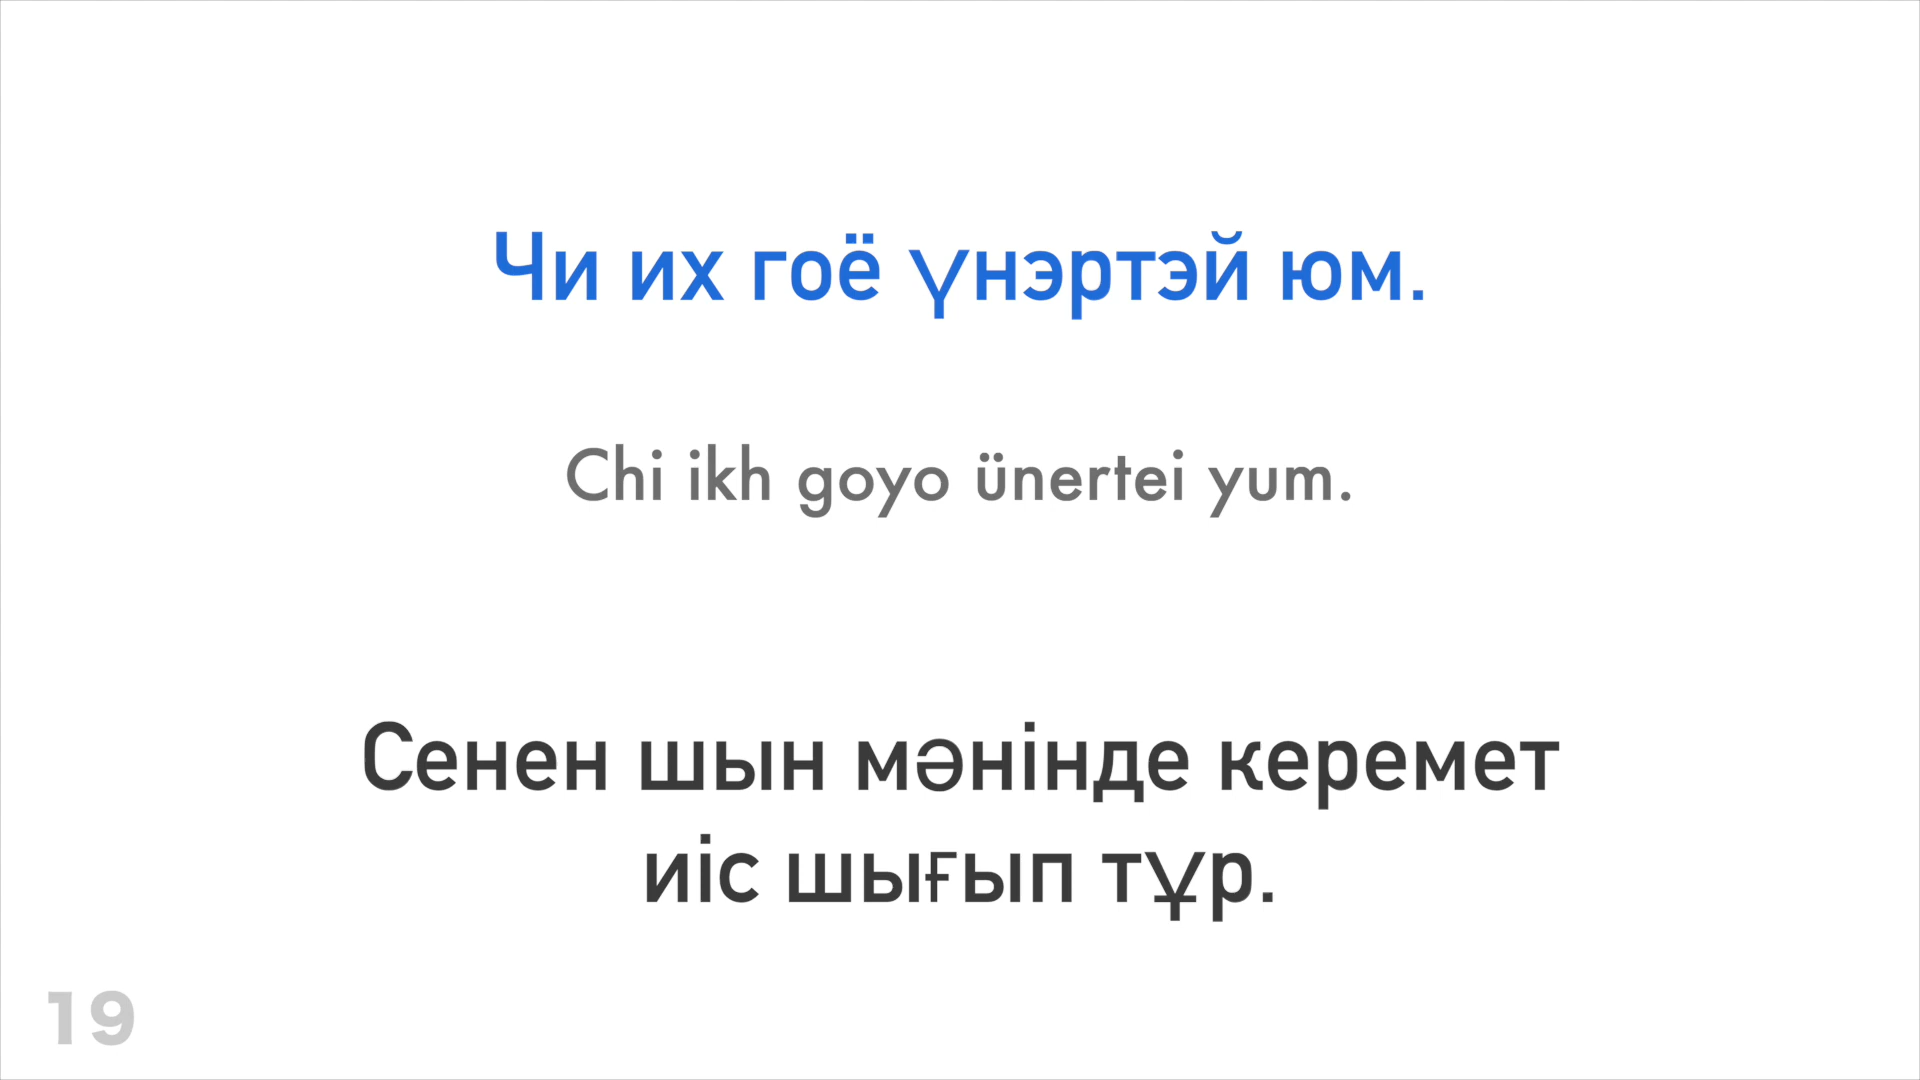 Чи их гоё үнэртэй юм.
Chi ikh goyo ünertei yum.
Сенен шын мәнінде керемет
иіс шығып тұр.
19